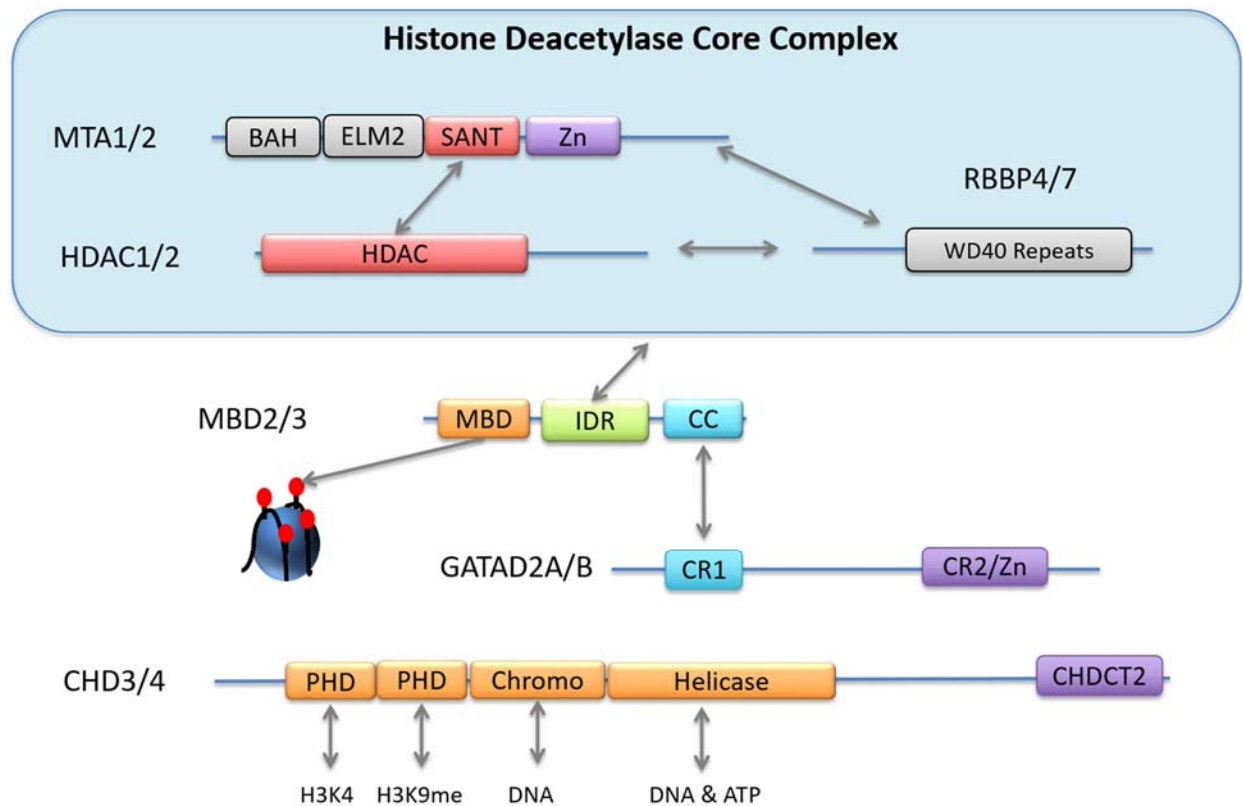 Histone Deacetylase Core Complex
MTA1/2
BAH
ELM2
SANT
Zn
RBBP4/7
HDAC1/2
HDAC
WD40 Repeats
MBD2/3
MBD
IDR
CC
GATAD2A/B
CR1
CR2/Zn
CHD3/4
PHD
PHD
Chromo
Helicase
CHDCT2
H3K4
H3K9me
DNA
DNA & ATP